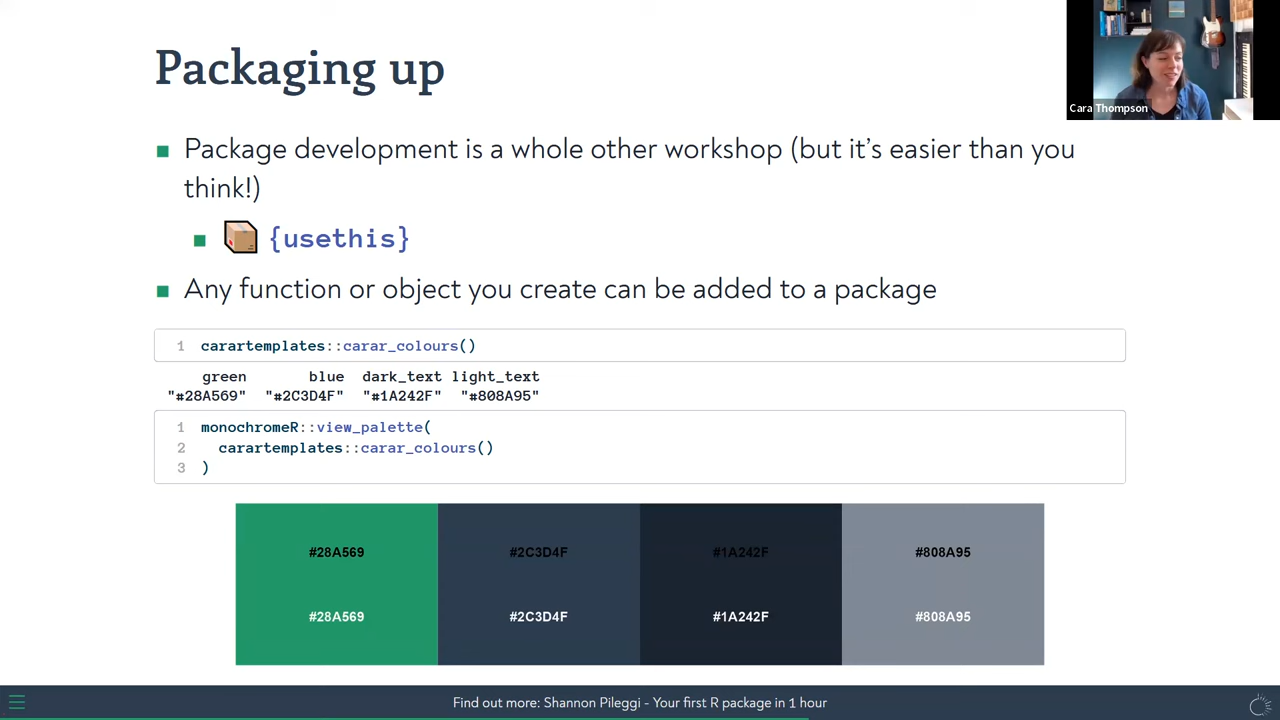 Packaging up
Cara Thompson
Package development is a whole other workshop (but it’s easier than you
think!)
{usethis}
Any function or object you create can be added to a package
1 carartemplates::carar_colours()
green blue dark_text light_text
"#28A569" "#2C3D4F" "#1A242F" "#808A95"
1 monochromeR::view_palette(
2 carartemplates::carar_colours()
3 )
#28A569 #2C3D4F #1A242F #808A95
#28A569 #2C3D4F #1A242F #808A95
Find out more: Shannon Pileggi - Your first R package in 1 hour